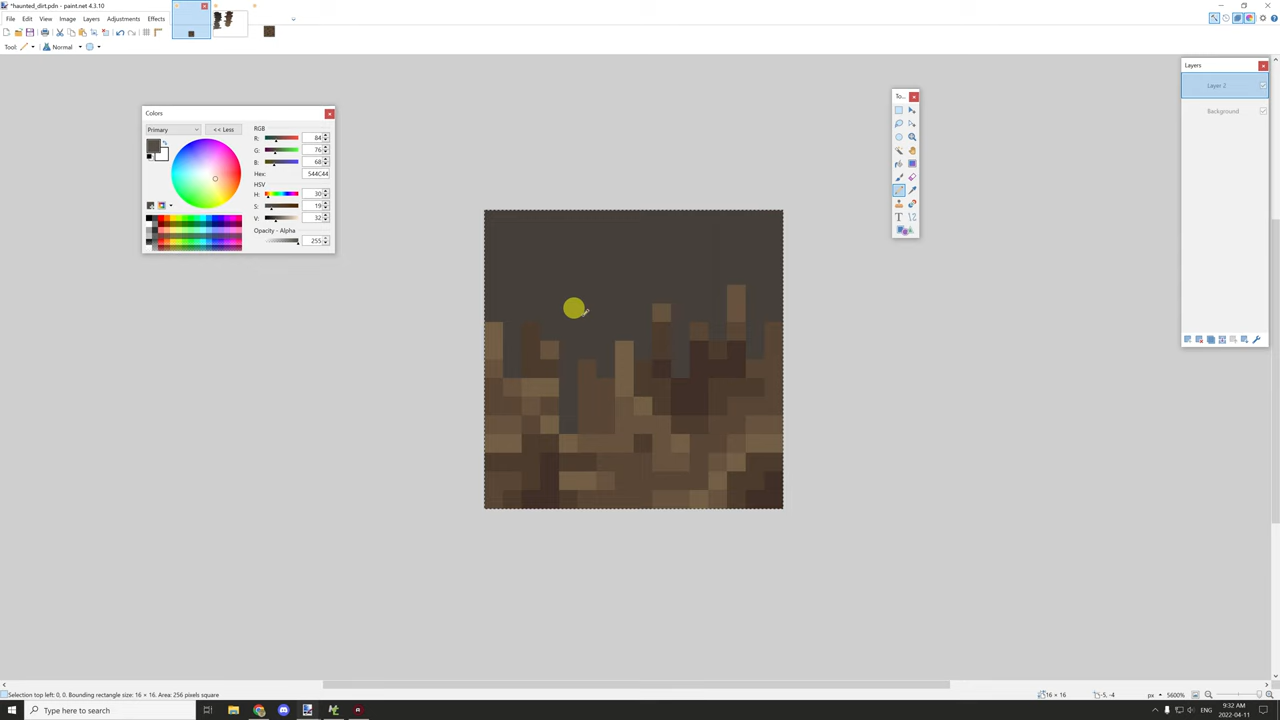 *haunted_dirt.pdn - paint.net 4.3.10
File Edit View Image Layers Adjustments Effects
Tool: Normal
Colors
Primary << Less
RGB
R: 84
G: 76
B: 68
Hex: 544C44
HSV
H: 30
S: 19
V: 32
Opacity - Alpha
255
To...
Layers
Layer 2
Background
Selection top left: 0, 0. Bounding rectangle size: 16 × 16. Area: 256 pixels square
16 × 16 -5, -4 px 5600%
Type here to search
ENG 9:32 AM
2022-04-11